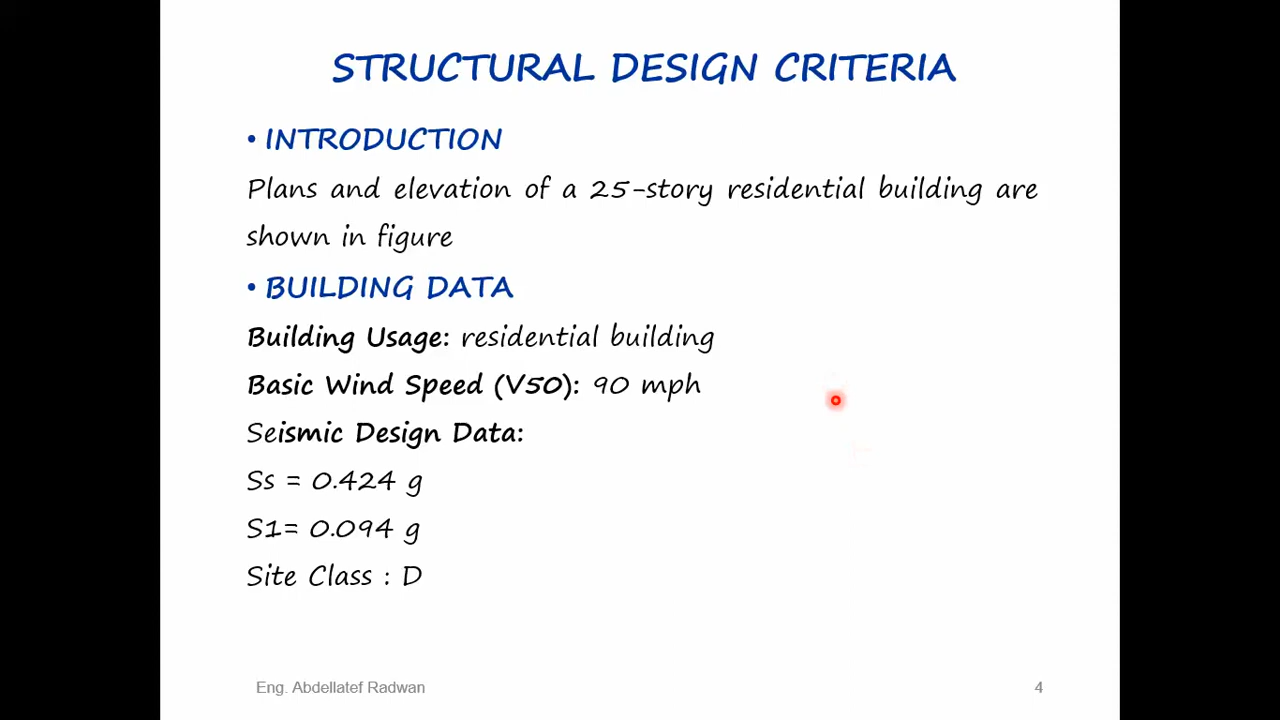 STRUCTURAL DESIGN CRITERIA
• INTRODUCTION
Plans and elevation of a 25-story residential building are
shown in figure
• BUILDING DATA
Building Usage: residential building
Basic Wind Speed (V50): 90 mph
Seismic Design Data:
Ss = 0.424 g
S1= 0.094 g
Site Class : D
Eng. Abdellatef Radwan
4